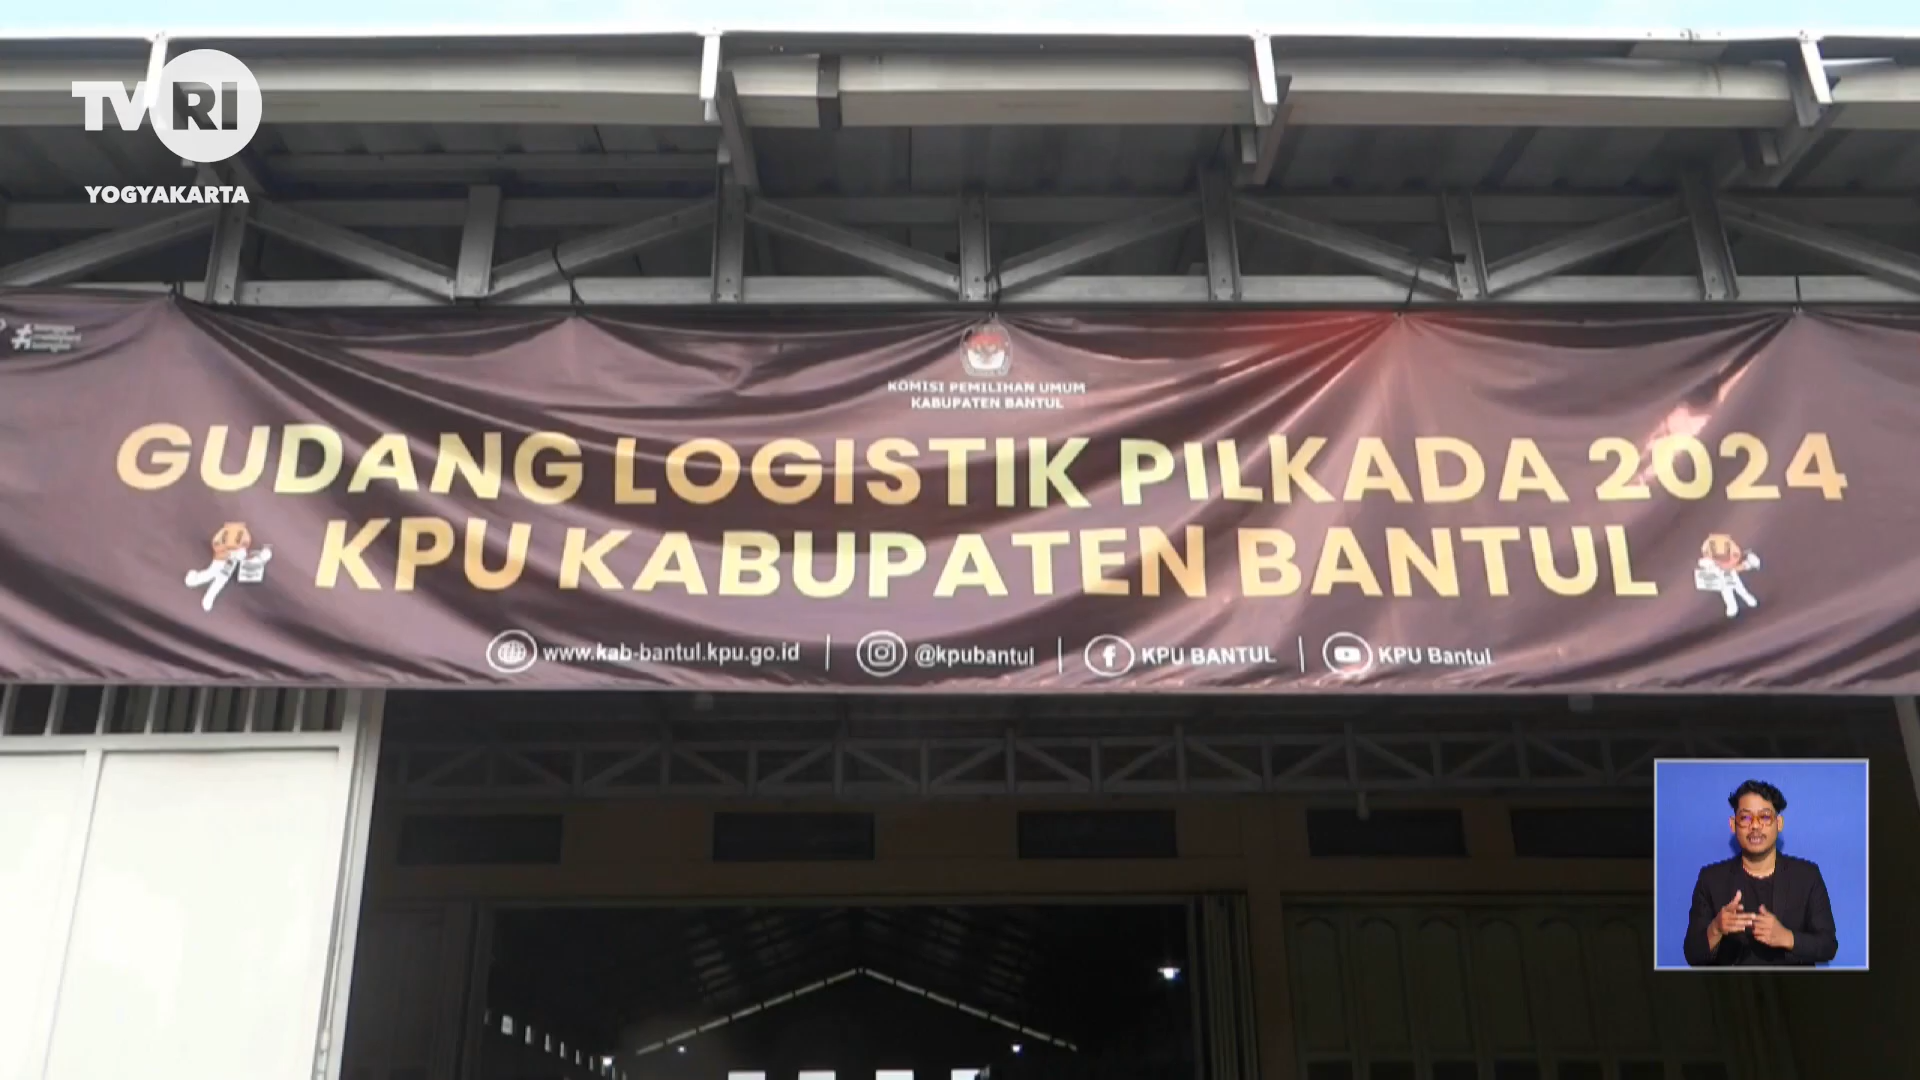 TVRI
YOGYAKARTA
KOMISI PEMILIHAN UMUM
KABUPATEN BANTUL
GUDANG LOGISTIK PILKADA 2024
KPU KABUPATEN BANTUL
www.kab-bantul.kpu.go.id | @kpubantul | KPU BANTUL | KPU Bantul